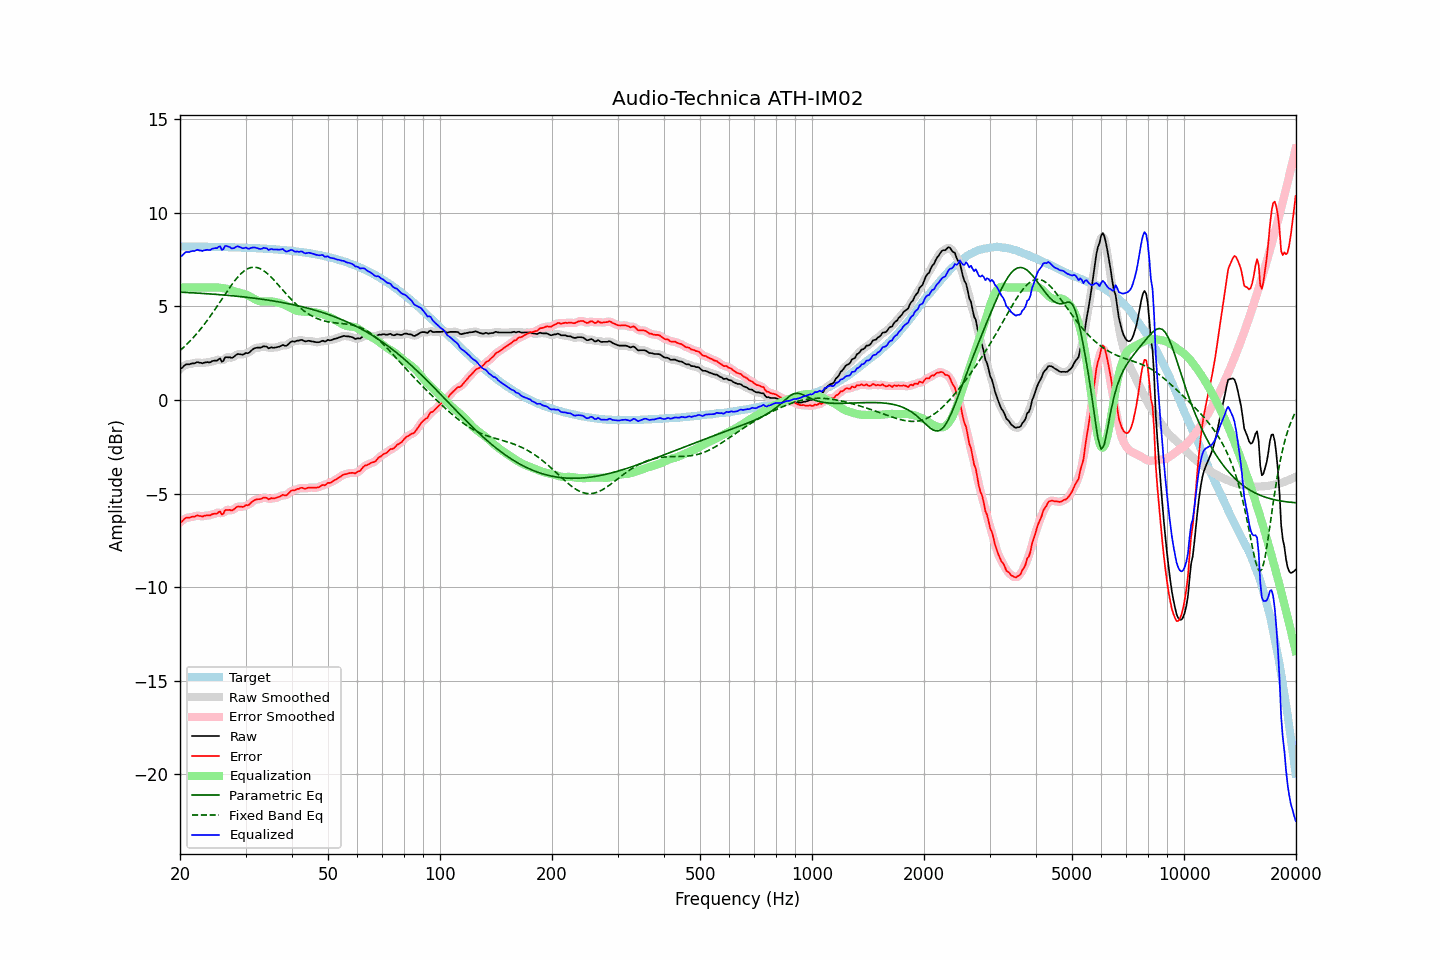 Audio-Technica ATH-IM02
Amplitude (dBr)
15
10
5
0
−5
−10
−15
−20
Target
Raw Smoothed
Error Smoothed
Raw
Error
Equalization
Parametric Eq
Fixed Band Eq
Equalized
20 50 100 200 500 1000 2000 5000 10000 20000
Frequency (Hz)